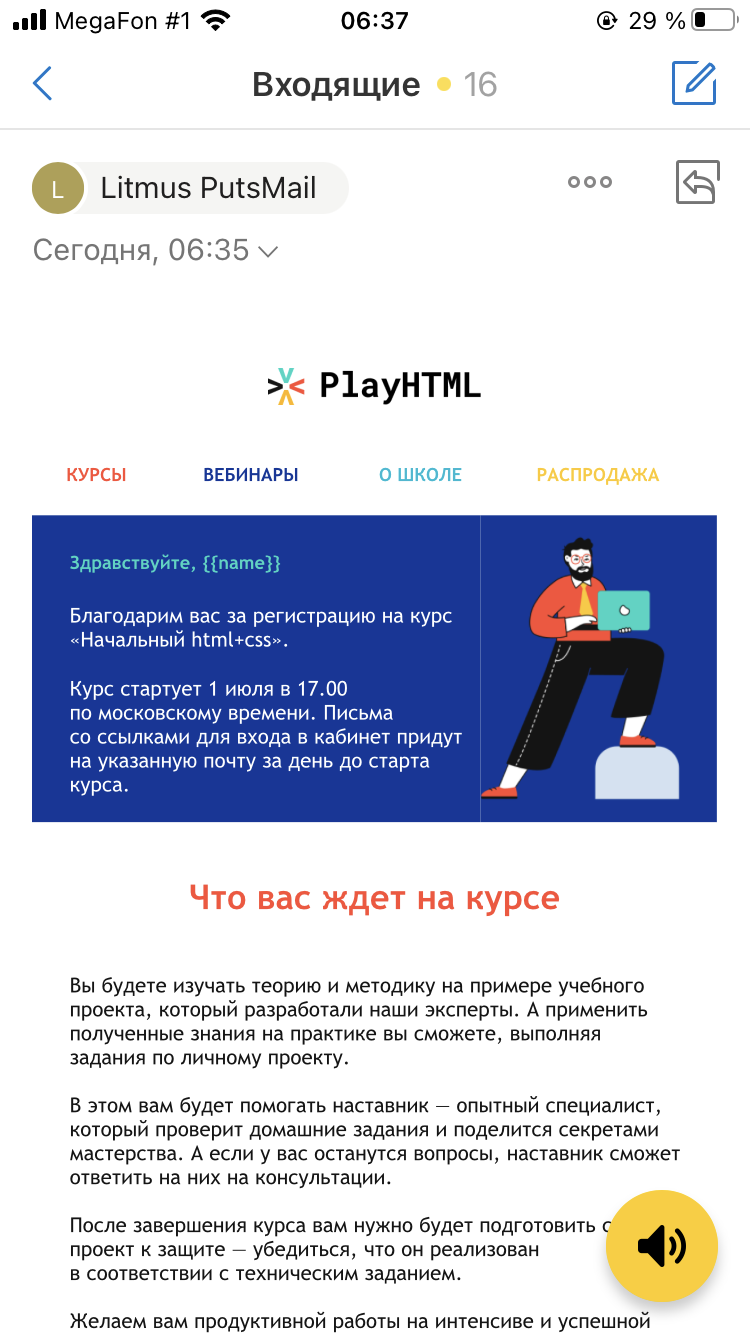 MegaFon #1
06:37
29 %
Входящие
16
L
Litmus PutsMail
Сегодня, 06:35
PlayHTML
КУРСЫ
ВЕБИНАРЫ
О ШКОЛЕ
РАСПРОДАЖА
Здравствуйте, {{name}}
Благодарим вас за регистрацию на курс
«Начальный html+css».
Курс стартует 1 июля в 17.00
по московскому времени. Письма
со ссылками для входа в кабинет придут
на указанную почту за день до старта
курса.
Что вас ждет на курсе
Вы будете изучать теорию и методику на примере учебного
проекта, который разработали наши эксперты. А применить
полученные знания на практике вы сможете, выполняя
задания по личному проекту.
В этом вам будет помогать наставник — опытный специалист,
который проверит домашние задания и поделится секретами
мастерства. А если у вас останутся вопросы, наставник сможет
ответить на них на консультации.
После завершения курса вам нужно будет подготовить
проект к защите — убедиться, что он реализован
в соответствии с техническим заданием.
Желаем вам продуктивной работы на интенсиве и успешной